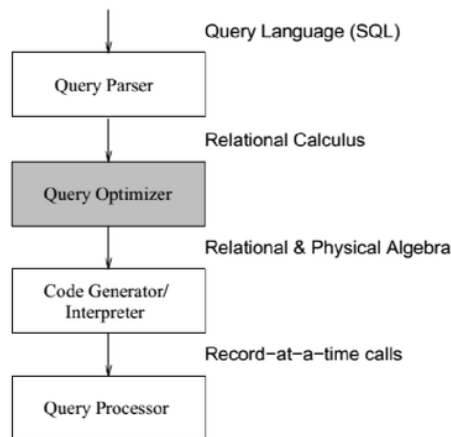 Query Language (SQL)
Query Parser
Relational Calculus
Query Optimizer
Relational & Physical Algebra
Code Generator/
Interpreter
Record−at−a−time calls
Query Processor